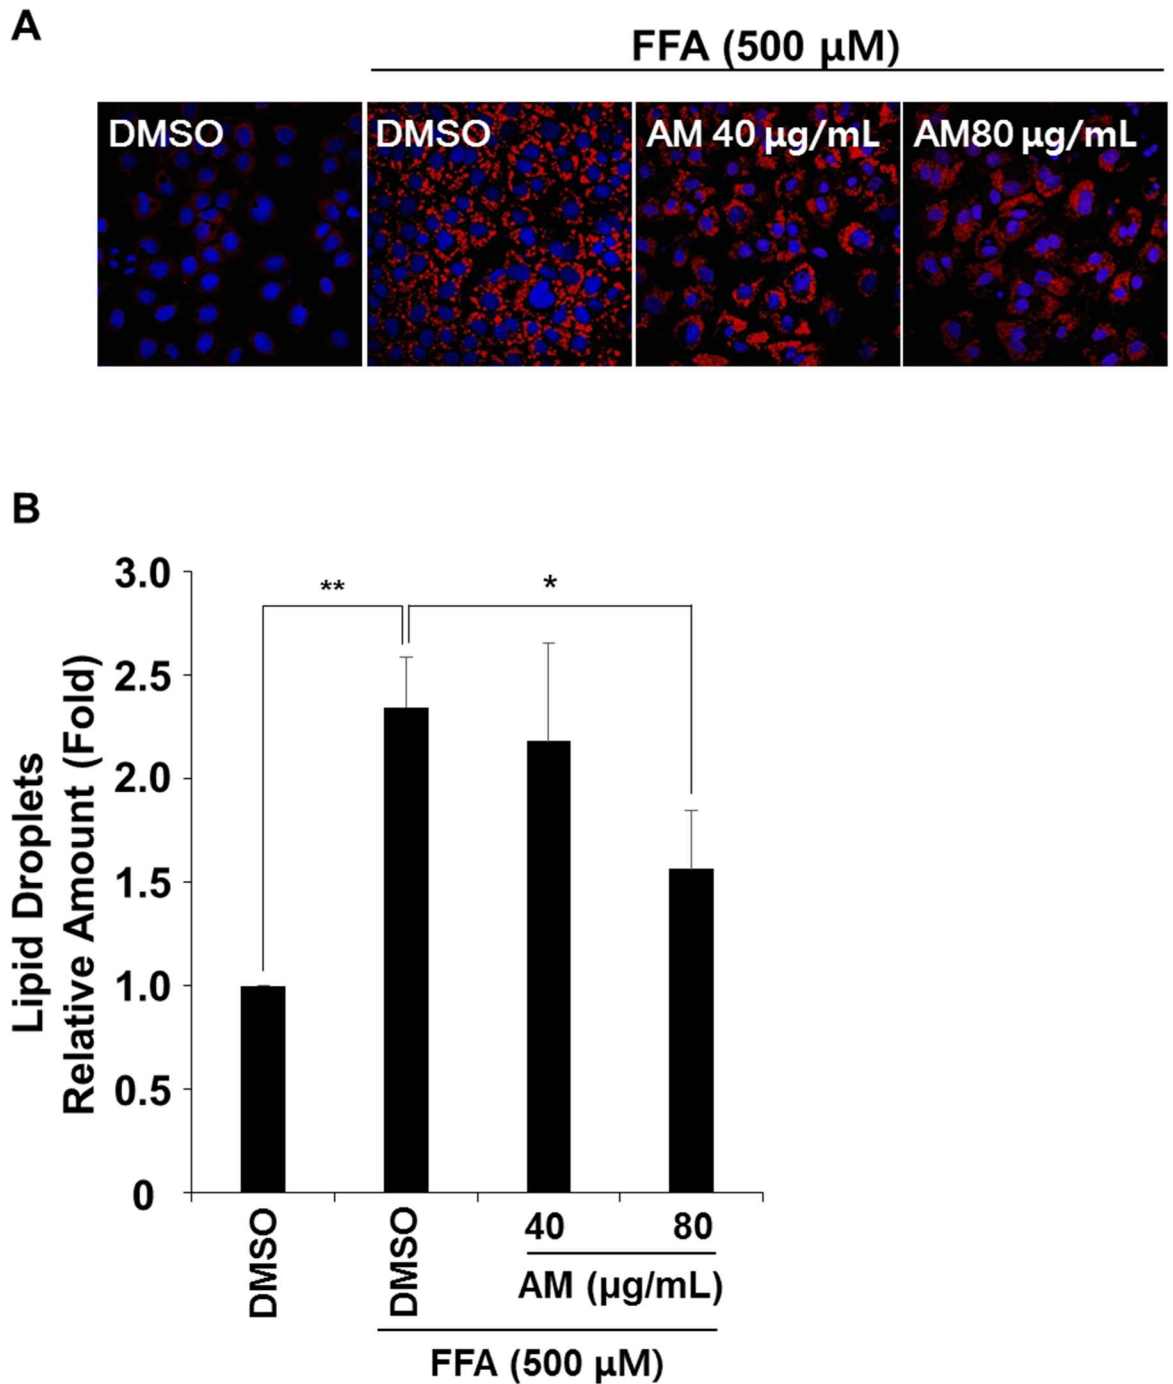 A
FFA (500 µM)
DMSO
DMSO
AM 40 µg/mL
AM80 µg/mL
B
Lipid Droplets
Relative Amount (Fold)
3.0
2.5
2.0
1.5
1.0
0.5
0
**
*
DMSO
DMSO
40
80
AM (µg/mL)
FFA (500 µM)